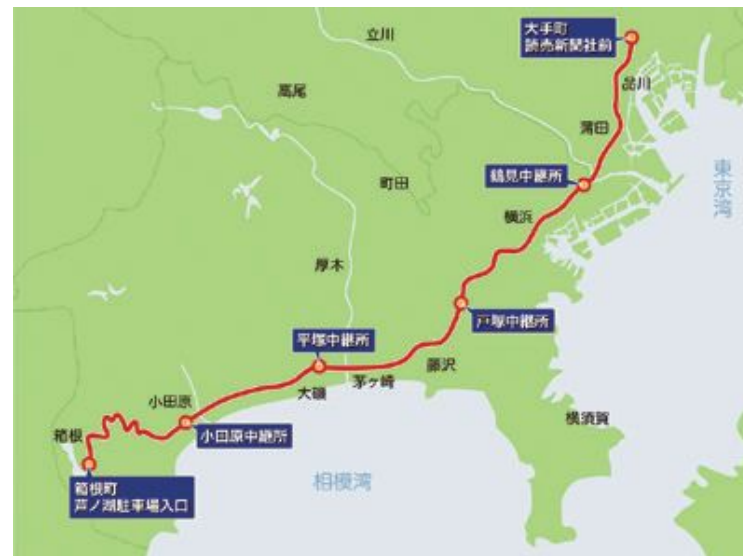 大手町
読売新聞社前
立川
品川
高尾
蒲田
鶴見中継所
町田
東京湾
横浜
厚木
戸塚中継所
平塚中継所
藤沢
茅ヶ崎
大磯
小田原
横須賀
箱根
小田原中継所
相模湾
箱根町
芦ノ湖駐車場入口